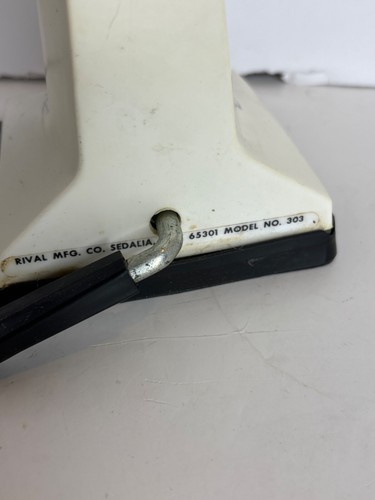 RIVAL MFG. CO. SEDALIA, 65301 MODEL NO. 303